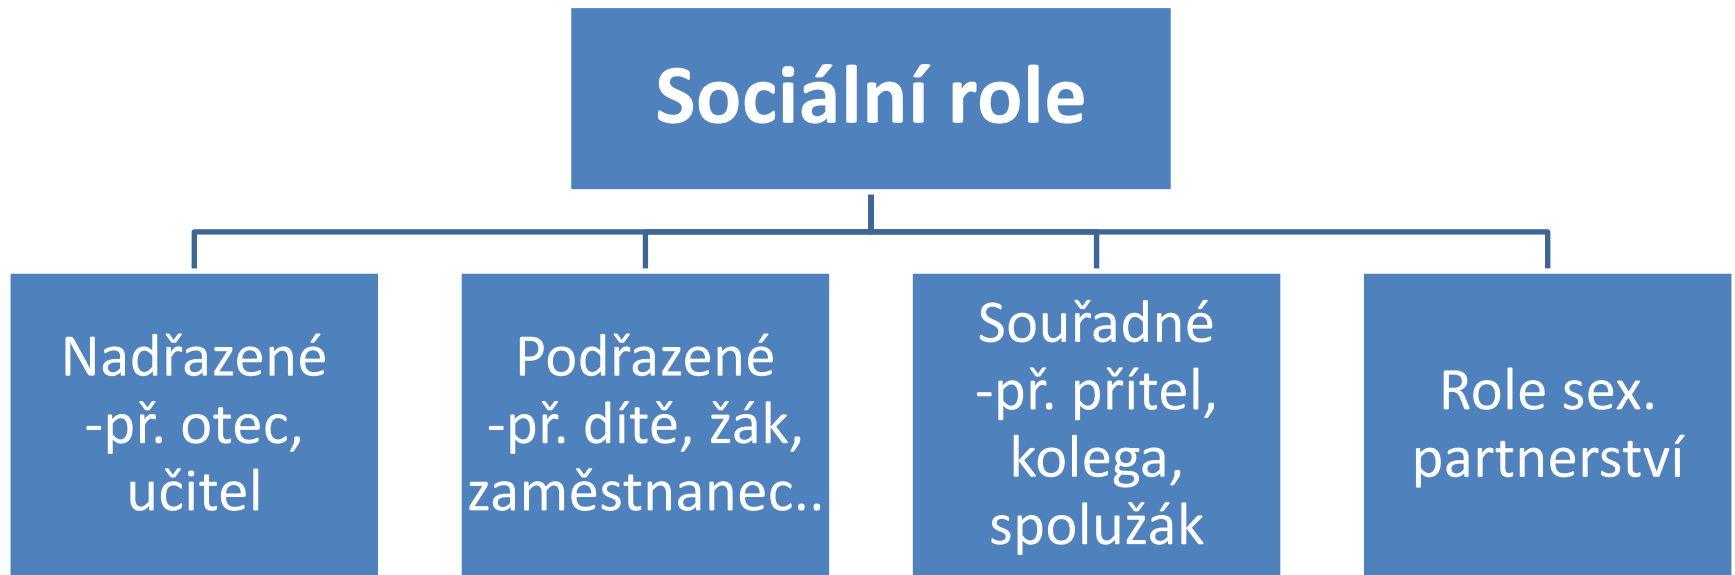 Sociální role
Nadřazené
-př. otec,
učitel
Podřazené
-př. dítě, žák,
zaměstnanec..
Souřadné
-př. přítel,
kolega,
spolužák
Role sex.
partnerství